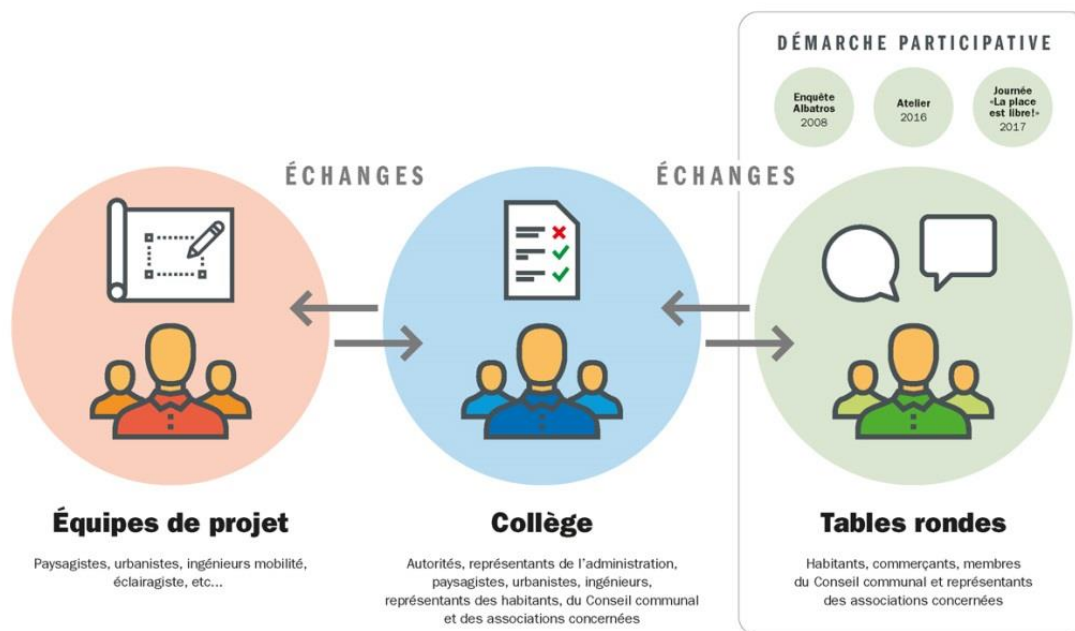 DÉMARCHE PARTICIPATIVE
Enquête
Albatros
2008
Atelier
2016
Journée
«La place
est libre!»
2017
ÉCHANGES
ÉCHANGES
Équipes de projet
Paysagistes, urbanistes, ingénieurs mobilité,
éclairagiste, etc...
Collège
Autorités, représentants de l'administration,
paysagistes, urbanistes, ingénieurs,
représentants des habitants, du Conseil communal
et des associations concernées
Tables rondes
Habitants, commerçants, membres
du Conseil communal et représentants
des associations concernées